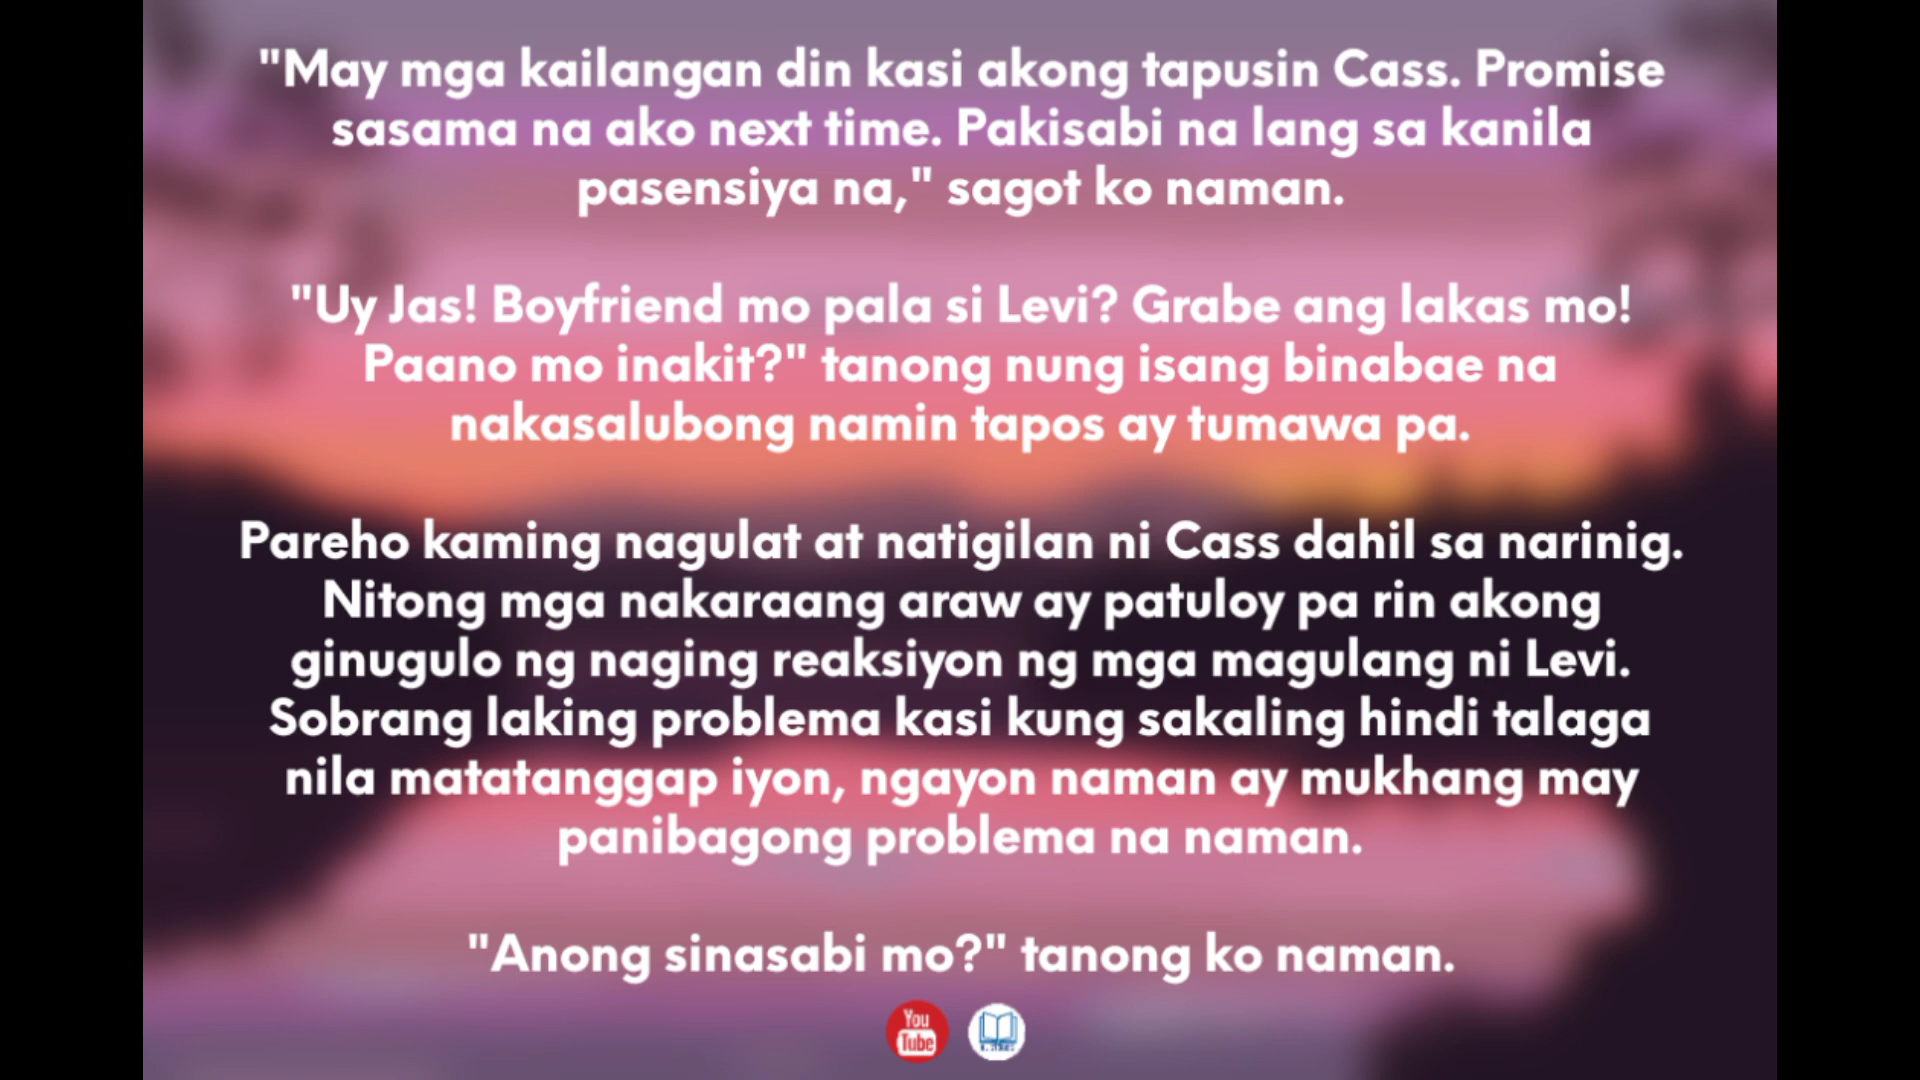 "May mga kailangan din kasi akong tapusin Cass. Promise
sasama na ako next time. Pakisabi na lang sa kanila
pasensiya na," sagot ko naman.
"Uy Jas! Boyfriend mo pala si Levi? Grabe ang lakas mo!
Paano mo inakit?" tanong nung isang binabae na
nakasalubong namin tapos ay tumawa pa.
Pareho kaming nagulat at natigilan ni Cass dahil sa narinig.
Nitong mga nakaraang araw ay patuloy pa rin akong
ginugulo ng naging reaksiyon ng mga magulang ni Levi.
Sobrang laking problema kasi kung sakaling hindi talaga
nila matatanggap iyon, ngayon naman ay mukhang may
panibagong problema na naman.
"Anong sinasabi mo?" tanong ko naman.
You
Tube